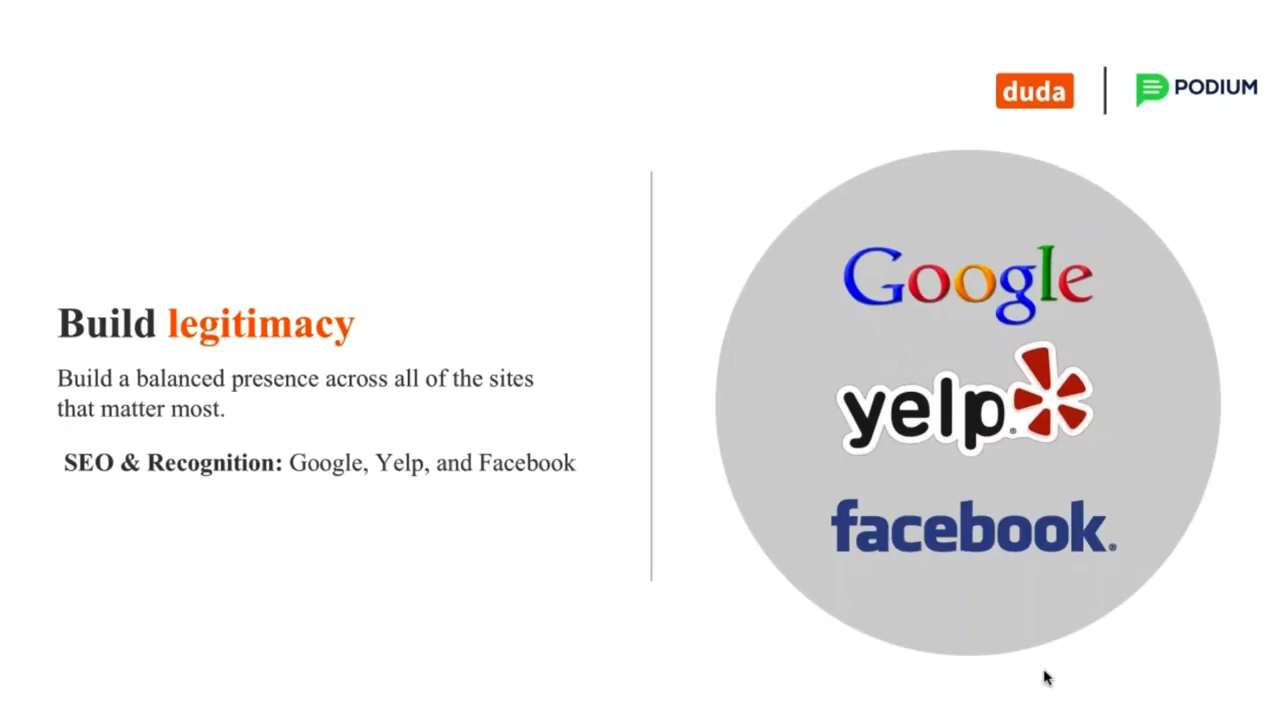 duda
PODIUM
Build legitimacy
Build a balanced presence across all of the sites
that matter most.
SEO & Recognition: Google, Yelp, and Facebook
Google
yelp
facebook